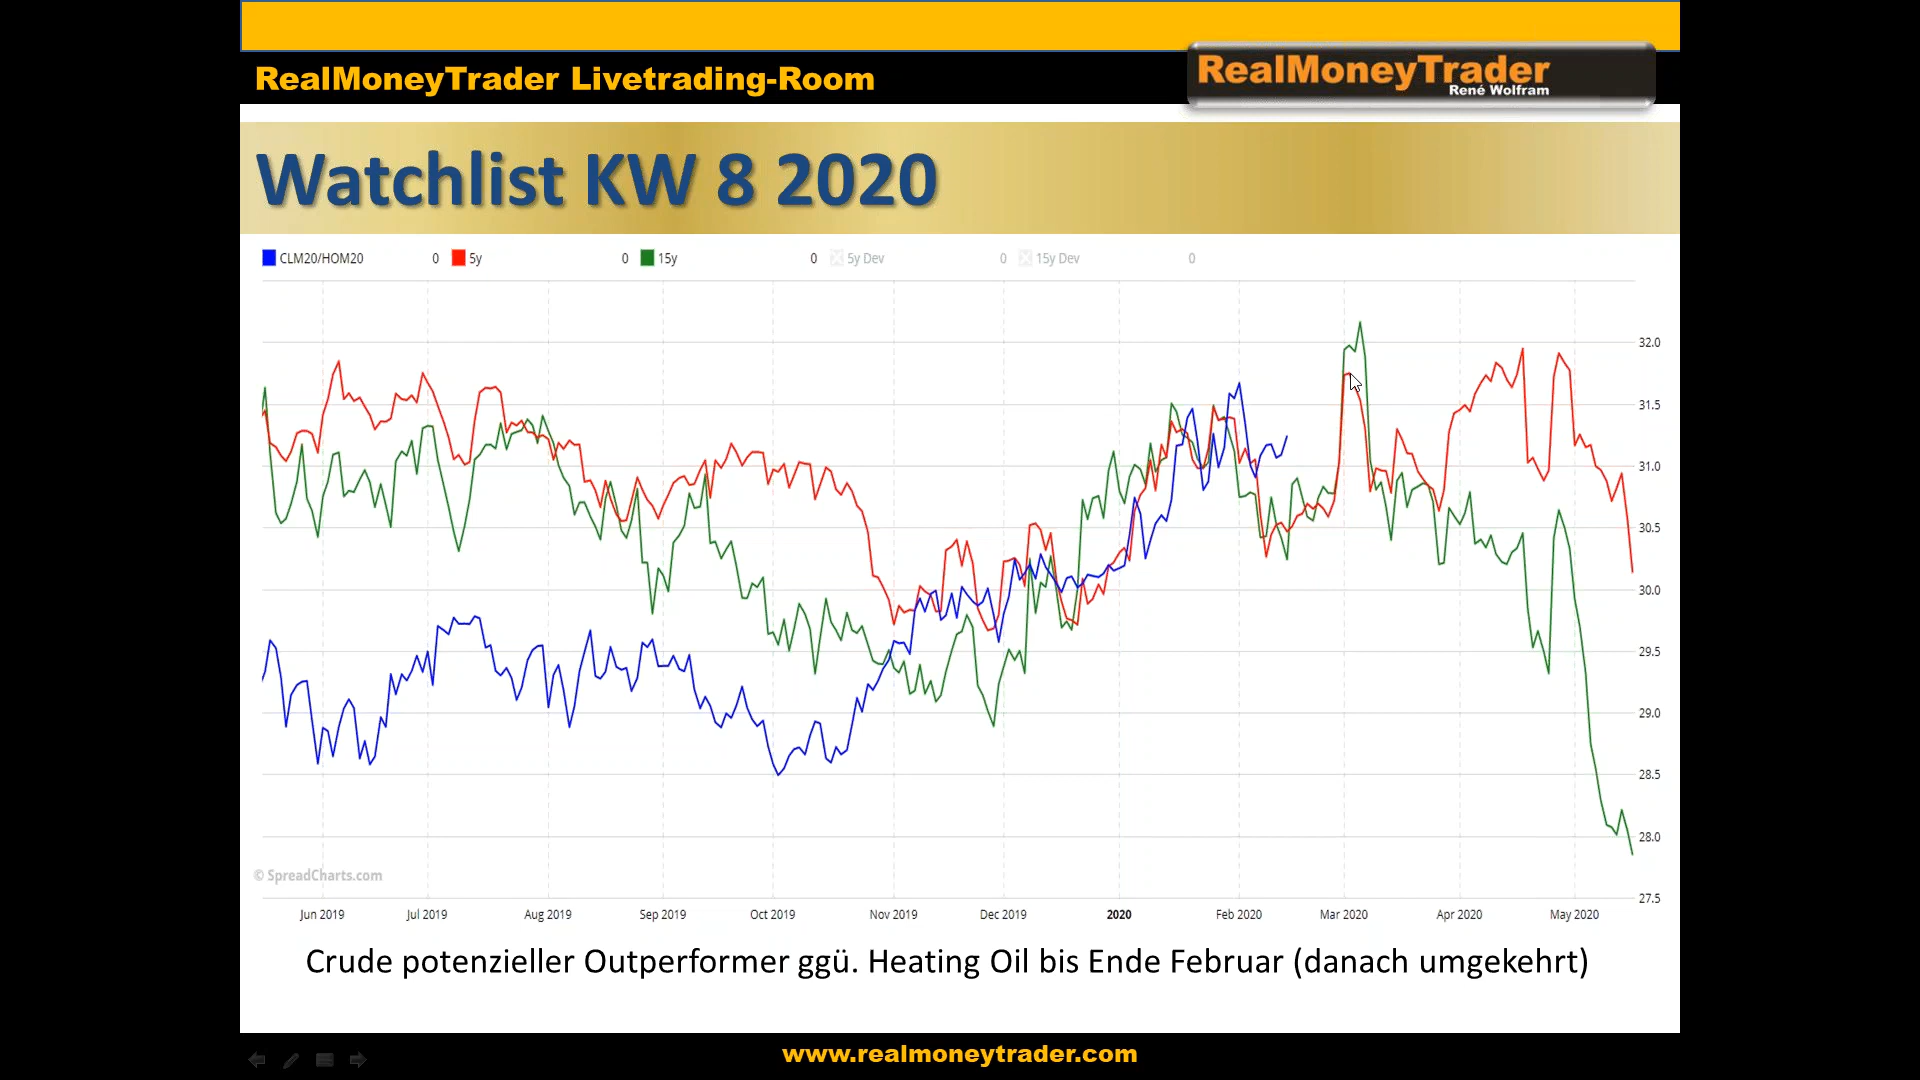 RealMoneyTrader Livetrading-Room
RealMoneyTrader
René Wolfram
Watchlist KW 8 2020
CLM20/HOM20 0 5y 0 15y 0 5y Dev 0 15y Dev 0
32.0
31.5
31.0
30.5
30.0
29.5
29.0
28.5
28.0
27.5
© SpreadCharts.com
Jun 2019 Jul 2019 Aug 2019 Sep 2019 Oct 2019 Nov 2019 Dec 2019 2020 Feb 2020 Mar 2020 Apr 2020 May 2020
Crude potenzieller Outperformer ggü. Heating Oil bis Ende Februar (danach umgekehrt)
www.realmoneytrader.com